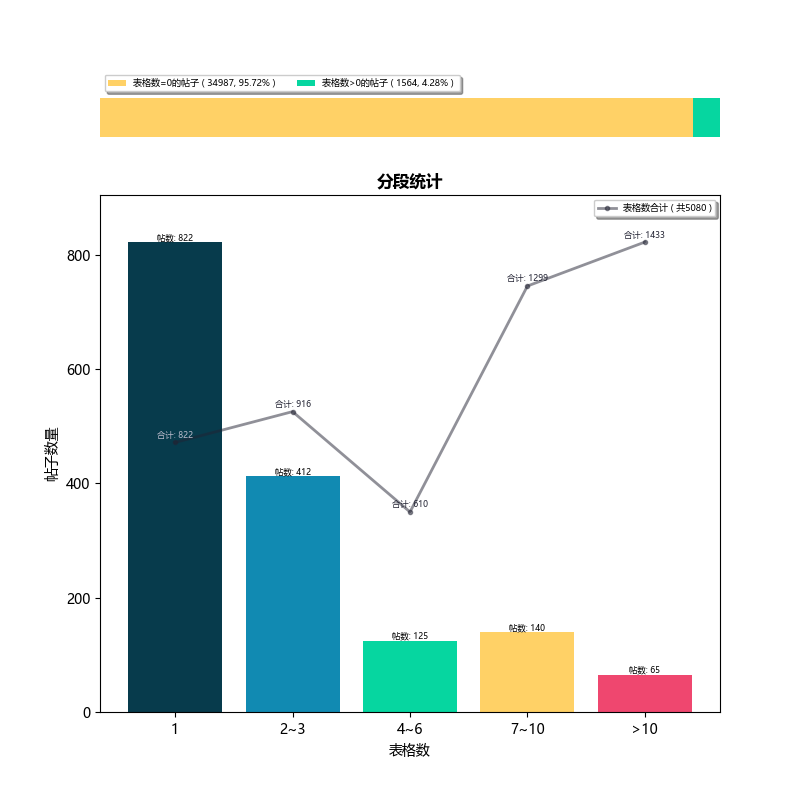 表格数=0的帖子 ( 34987, 95.72% )  表格数>0的帖子 ( 1564, 4.28% )
分段统计
表格数合计 ( 共5080 )
合计: 1433
帖数: 822
800
合计: 1299
600
合计: 916
合计: 822
帖子数量
帖数: 412
400
合计: 610
200
帖数: 125
帖数: 140
帖数: 65
0
1 2~3 4~6 7~10 >10
表格数